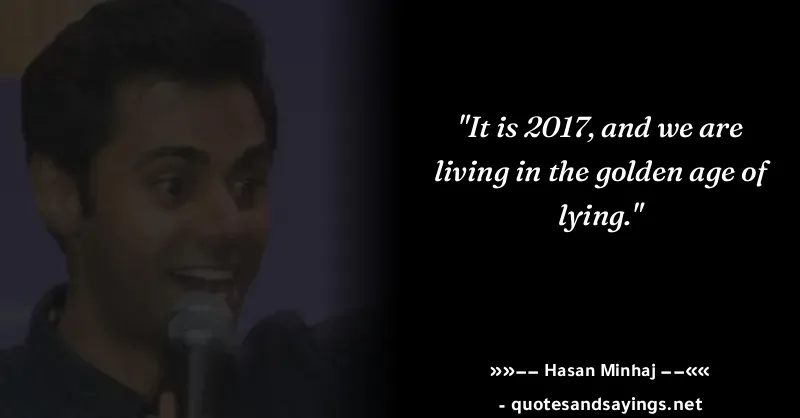 "It is 2017, and we are
living in the golden age of
lying."
»»—— Hasan Minhaj ——««
- quotesandsayings.net